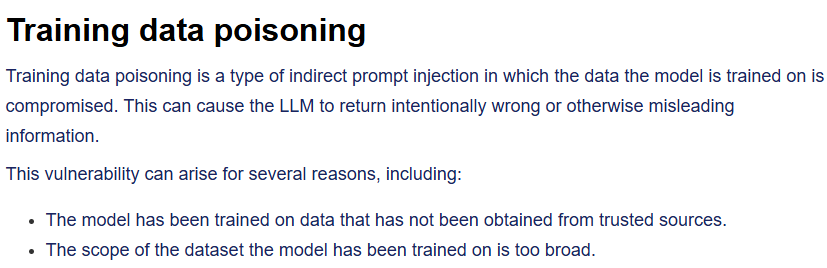 Training data poisoning
Training data poisoning is a type of indirect prompt injection in which the data the model is trained on is
compromised. This can cause the LLM to return intentionally wrong or otherwise misleading
information.
This vulnerability can arise for several reasons, including:
• The model has been trained on data that has not been obtained from trusted sources.
• The scope of the dataset the model has been trained on is too broad.